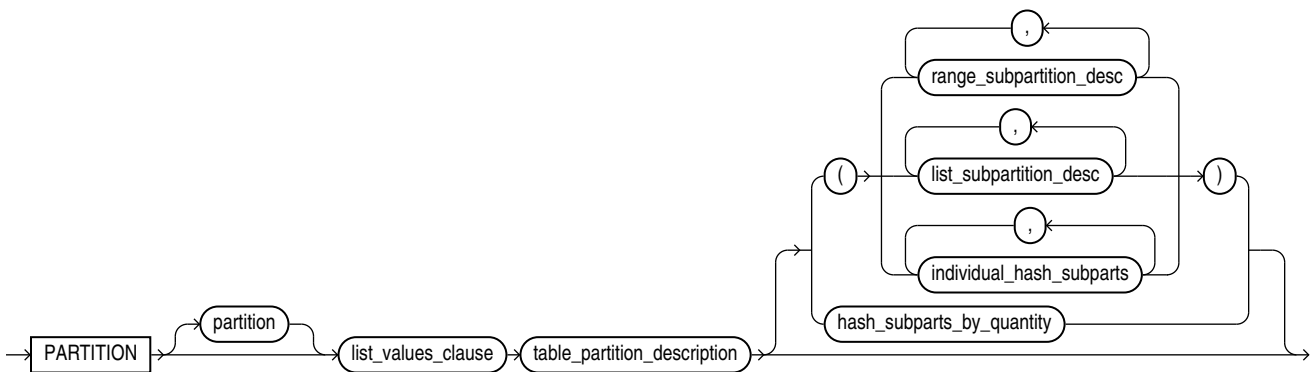 ,
range_subpartition_desc
,
( list_subpartition_desc )
,
individual_hash_subparts
partition hash_subparts_by_quantity
PARTITION list_values_clause table_partition_description